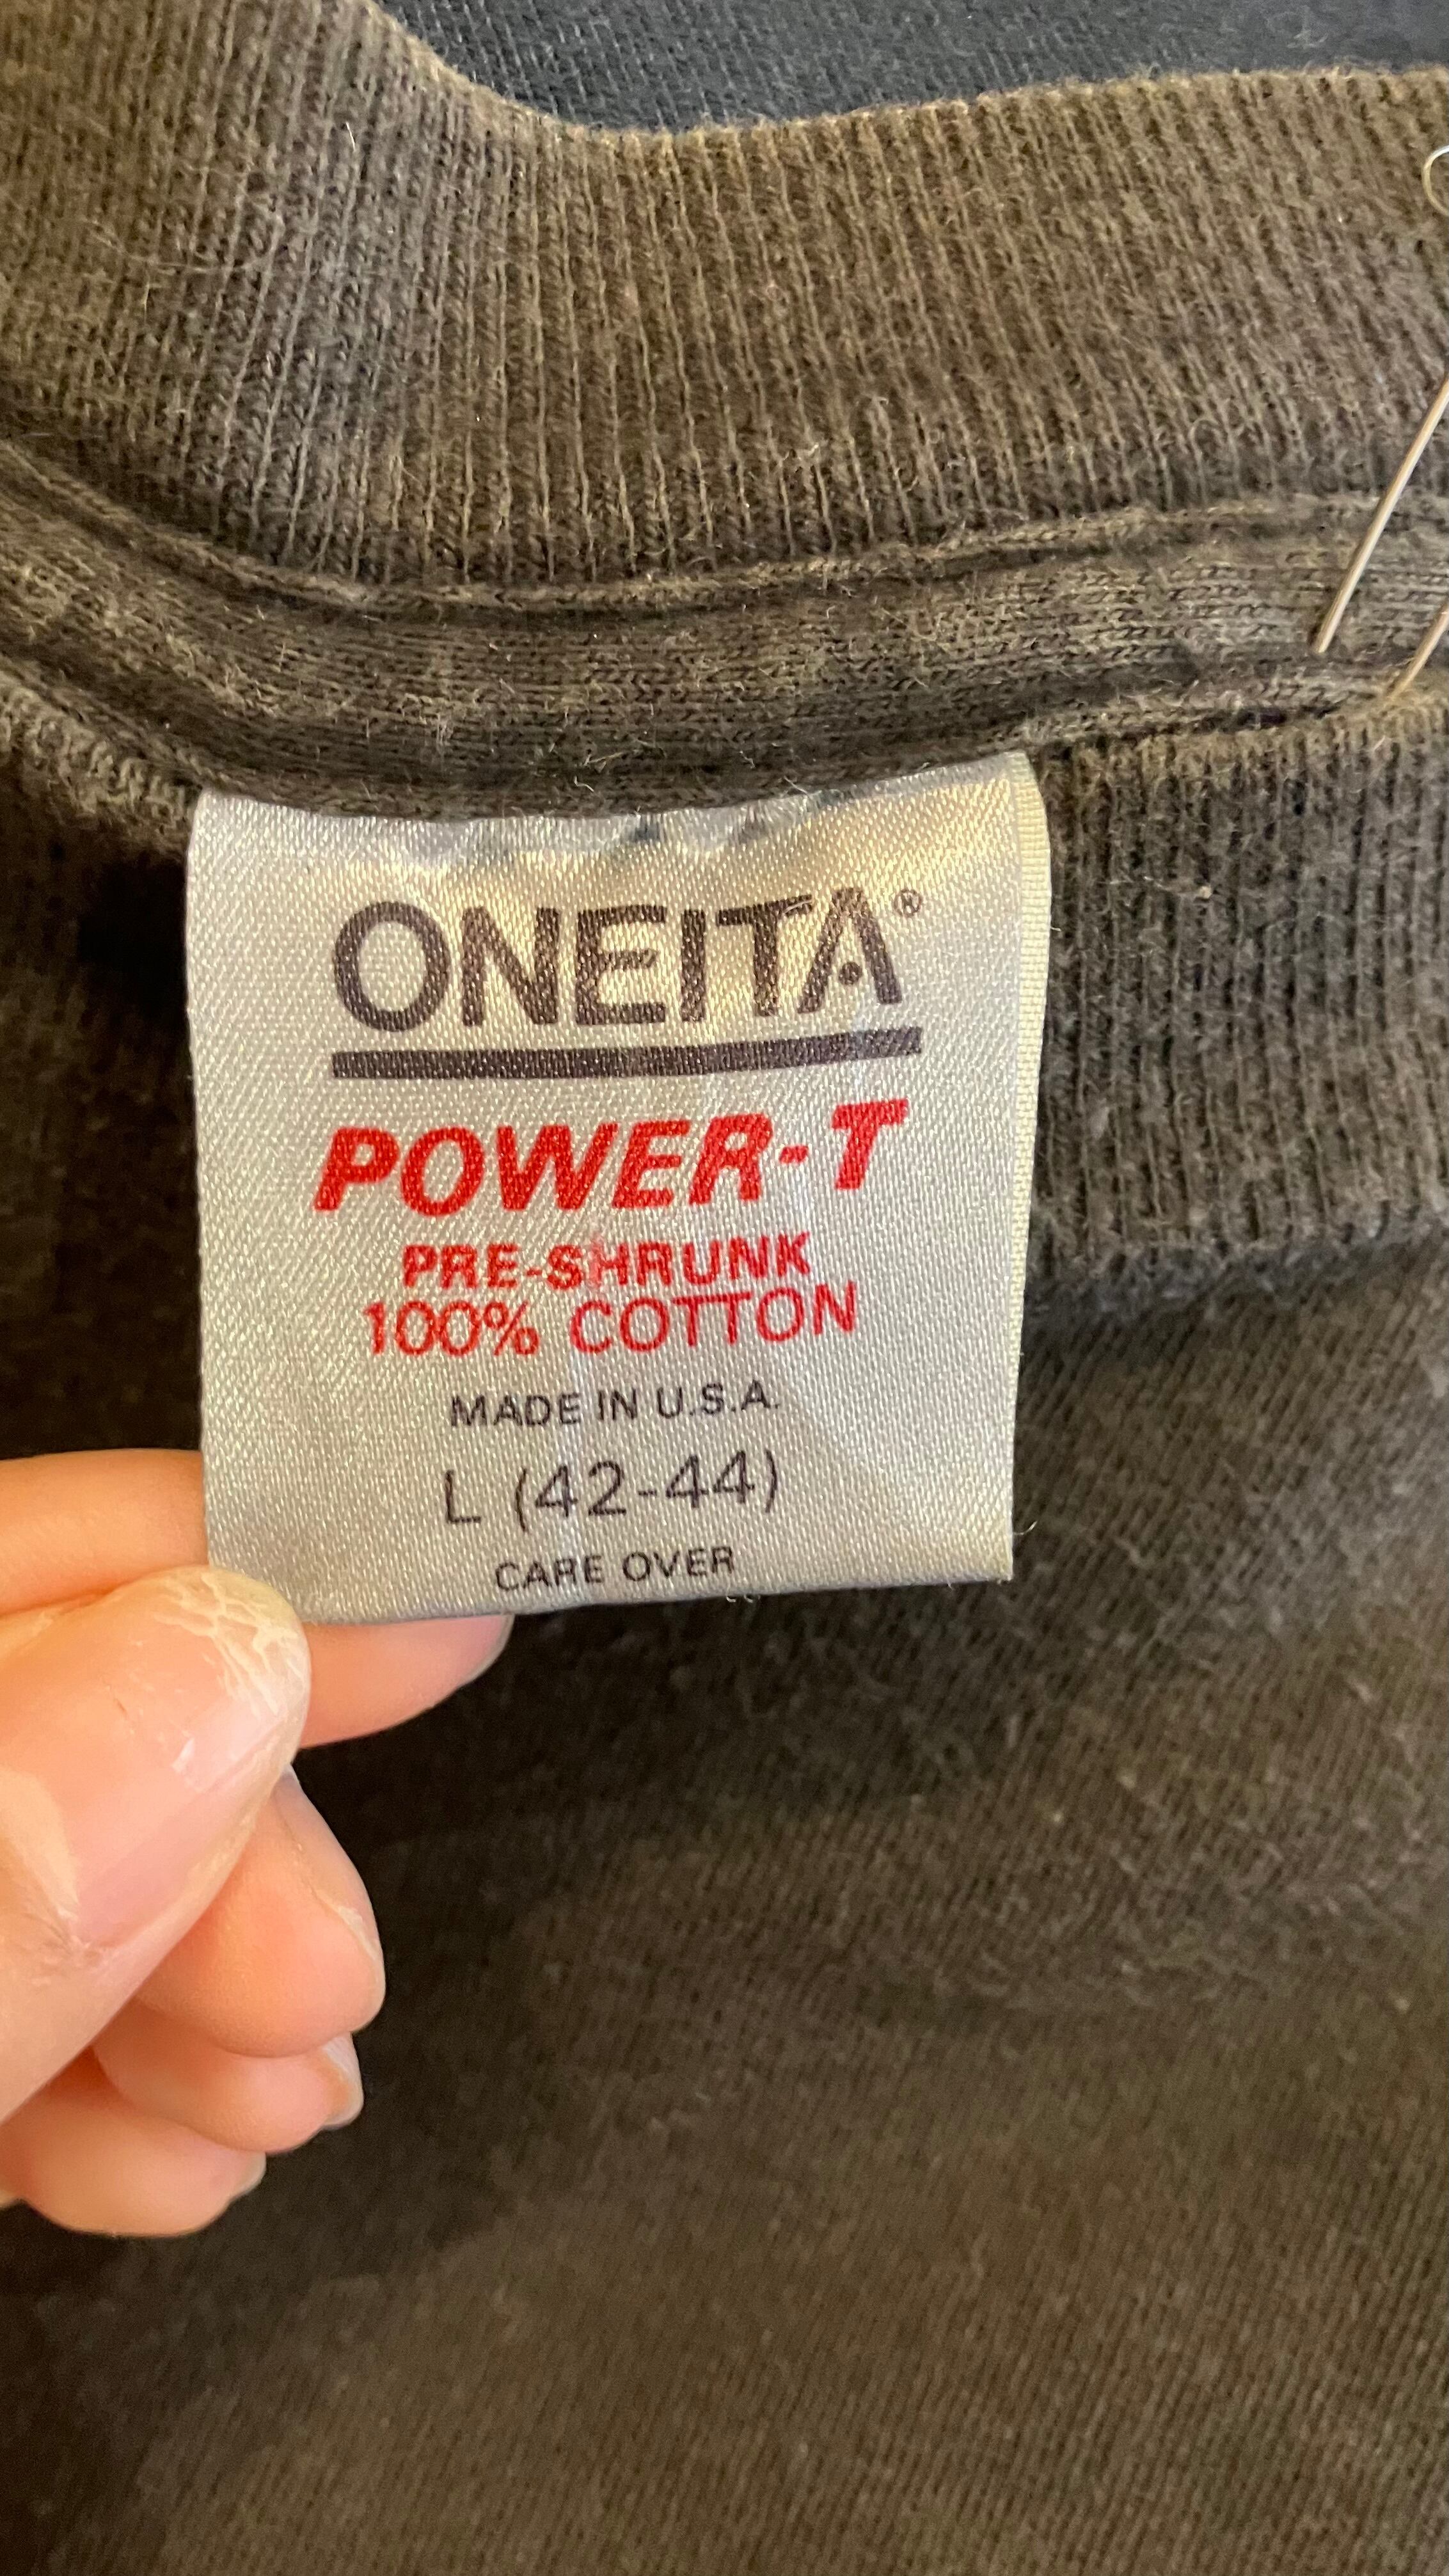 ONEITA®
POWER-T
PRE-SHRUNK
100% COTTON
MADE IN U.S.A.
L (42-44)
CARE OVER